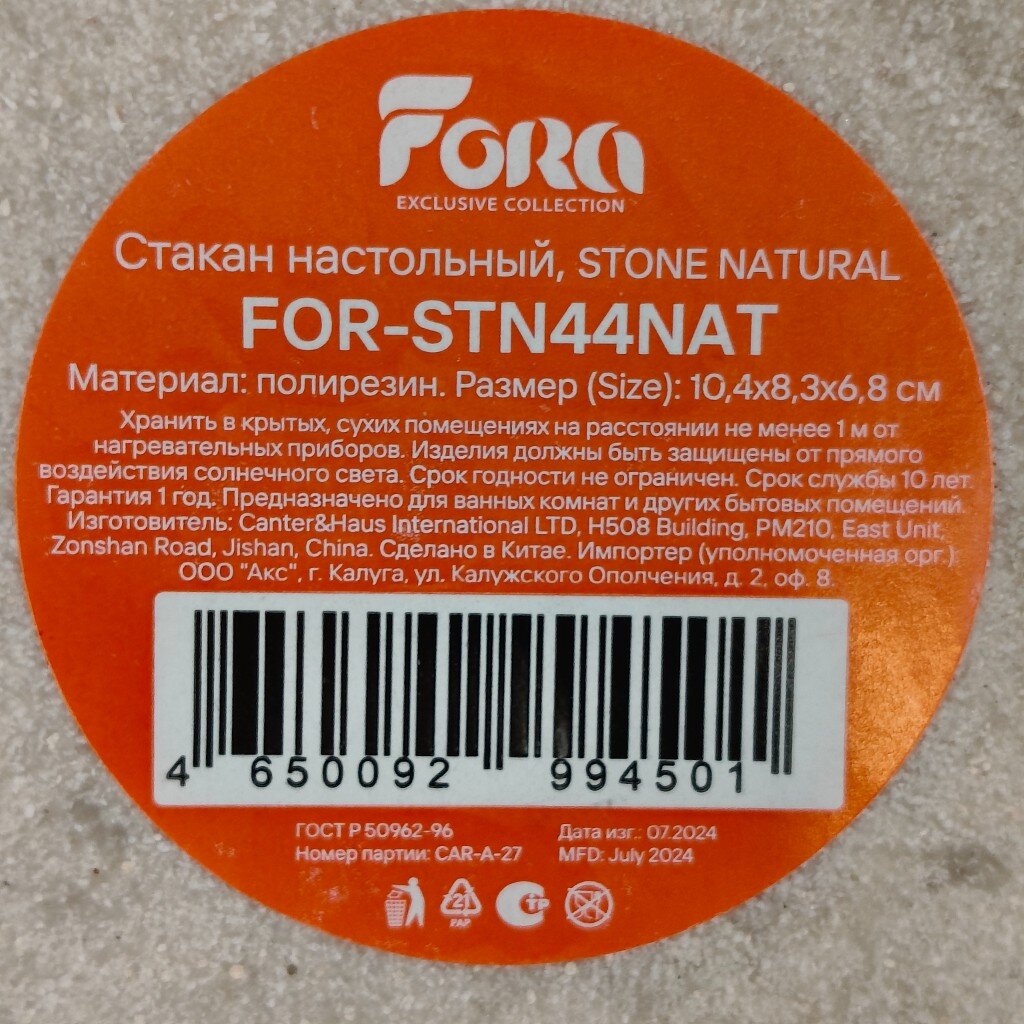 FORA
EXCLUSIVE COLLECTION
Стакан настольный, STONE NATURAL
FOR-STN44NAT
Материал: полирезин. Размер (Size): 10,4х8,3х6,8 см
Хранить в крытых, сухих помещениях на расстоянии не менее 1 м от
нагревательных приборов. Изделия должны быть защищены от прямого
воздействия солнечного света. Срок годности не ограничен. Срок службы 10 лет.
Гарантия 1 год. Предназначено для ванных комнат и других бытовых помещений.
Изготовитель: Canter&Haus International LTD, H508 Building, PM210, East Unit,
Zonshan Road, Jishan, China. Сделано в Китае. Импортер (уполномоченная орг.):
ООО "Акс", г. Калуга, ул. Калужского Ополчения, д. 2, оф. 8.
4 650092 994501
ГОСТ Р 50962-96 Дата изг.: 07.2024
Номер партии: CAR-A-27 MFD: July 2024
21 СТР
PAP